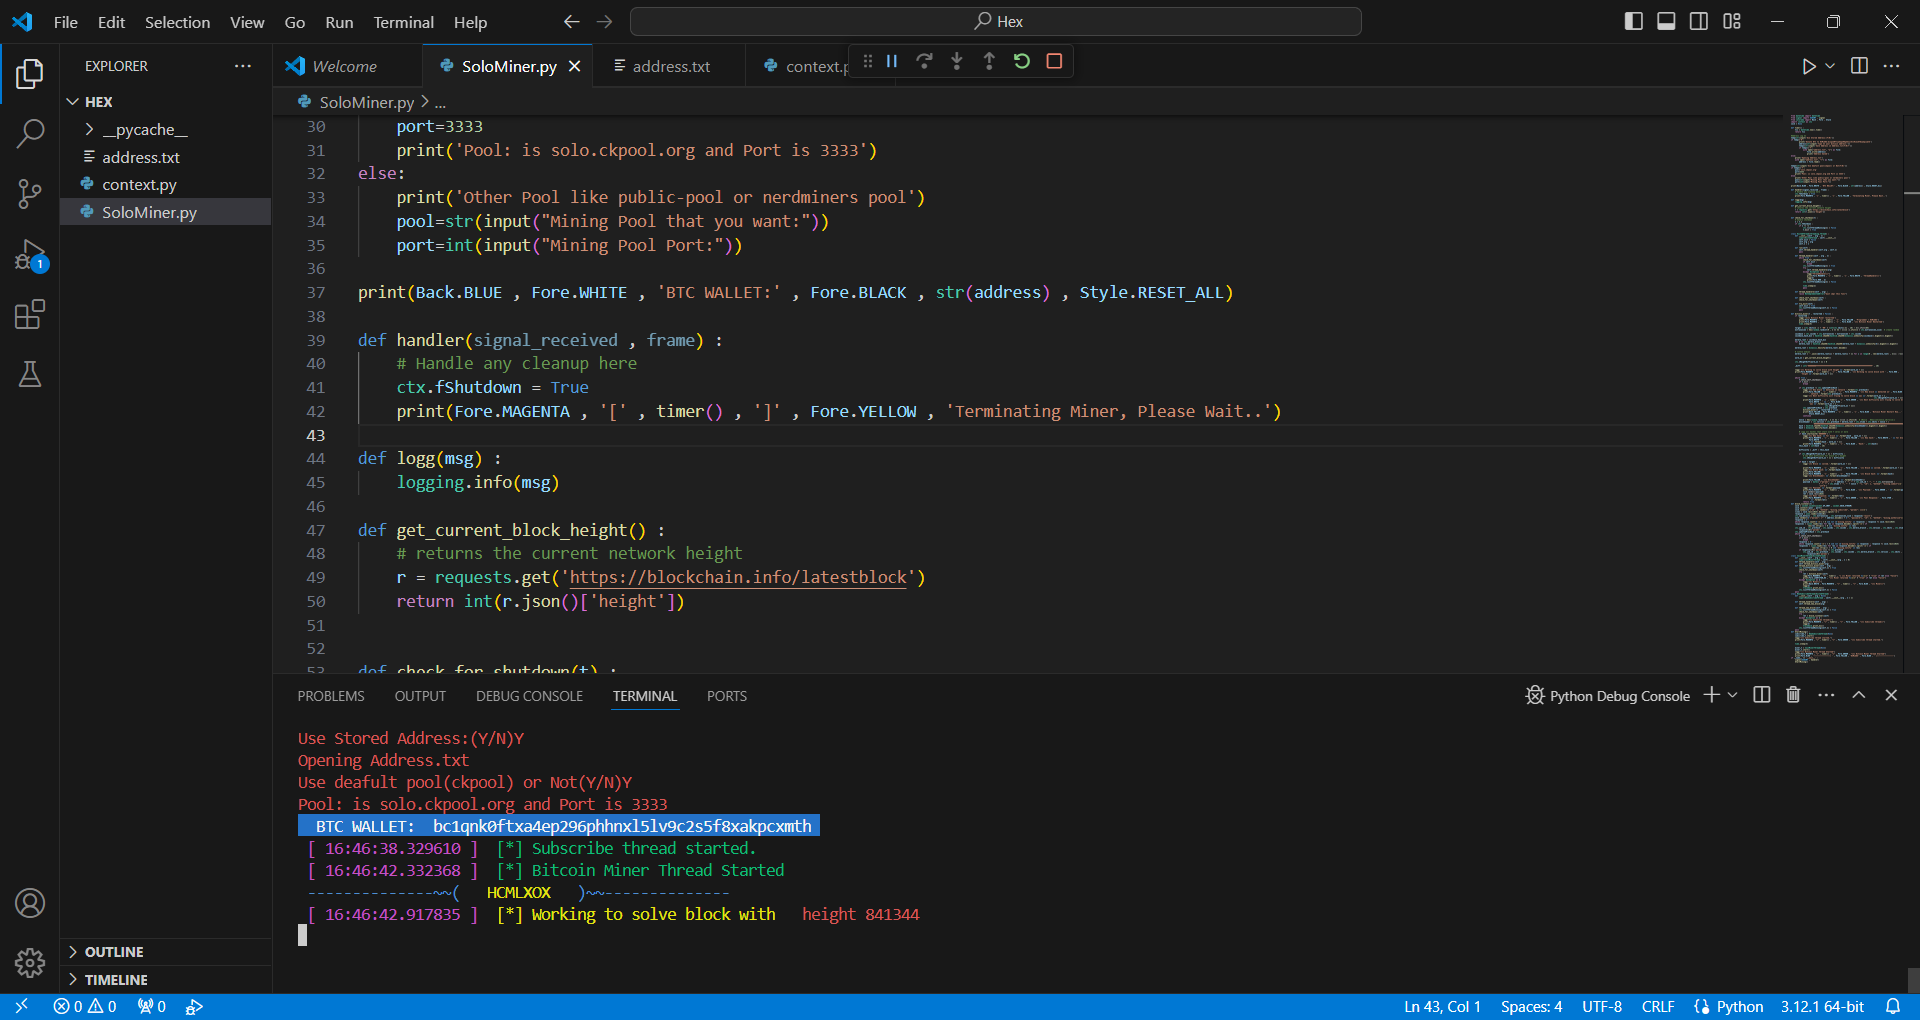 File Edit Selection View Go Run Terminal Help
Hex
EXPLORER
HEX
__pycache__
address.txt
context.py
SoloMiner.py
1
OUTLINE
TIMELINE
Welcome SoloMiner.py address.txt context.p
SoloMiner.py > ...
30 port=3333
31 print('Pool: is solo.ckpool.org and Port is 3333')
32 else:
33 print('Other Pool like public-pool or nerdminers pool')
34 pool=str(input("Mining Pool that you want:"))
35 port=int(input("Mining Pool Port:"))
36
37 print(Back.BLUE , Fore.WHITE , 'BTC WALLET:' , Fore.BLACK , str(address) , Style.RESET_ALL)
38
39 def handler(signal_received , frame) :
40 # Handle any cleanup here
41 ctx.fShutdown = True
42 print(Fore.MAGENTA , '[' , timer() , ']' , Fore.YELLOW , 'Terminating Miner, Please Wait..')
43
44 def logg(msg) :
45 logging.info(msg)
46
47 def get_current_block_height() :
48 # returns the current network height
49 r = requests.get('https://blockchain.info/latestblock')
50 return int(r.json()['height'])
51
52
53 def check_for_shutdown(t) :
PROBLEMS OUTPUT DEBUG CONSOLE TERMINAL PORTS
Python Debug Console
Use Stored Address:(Y/N)Y
Opening Address.txt
Use deafult pool(ckpool) or Not(Y/N)Y
Pool: is solo.ckpool.org and Port is 3333
BTC WALLET: bc1qnk0ftxa4ep296phhnxl5lv9c2s5f8xakpcxmth
[ 16:46:38.329610 ] [*] Subscribe thread started.
[ 16:46:42.332368 ] [*] Bitcoin Miner Thread Started
--------------~~( HCMLXOX )~~--------------
[ 16:46:42.917835 ] [*] Working to solve block with height 841344
0 0 0
Ln 43, Col 1 Spaces: 4 UTF-8 CRLF Python 3.12.1 64-bit